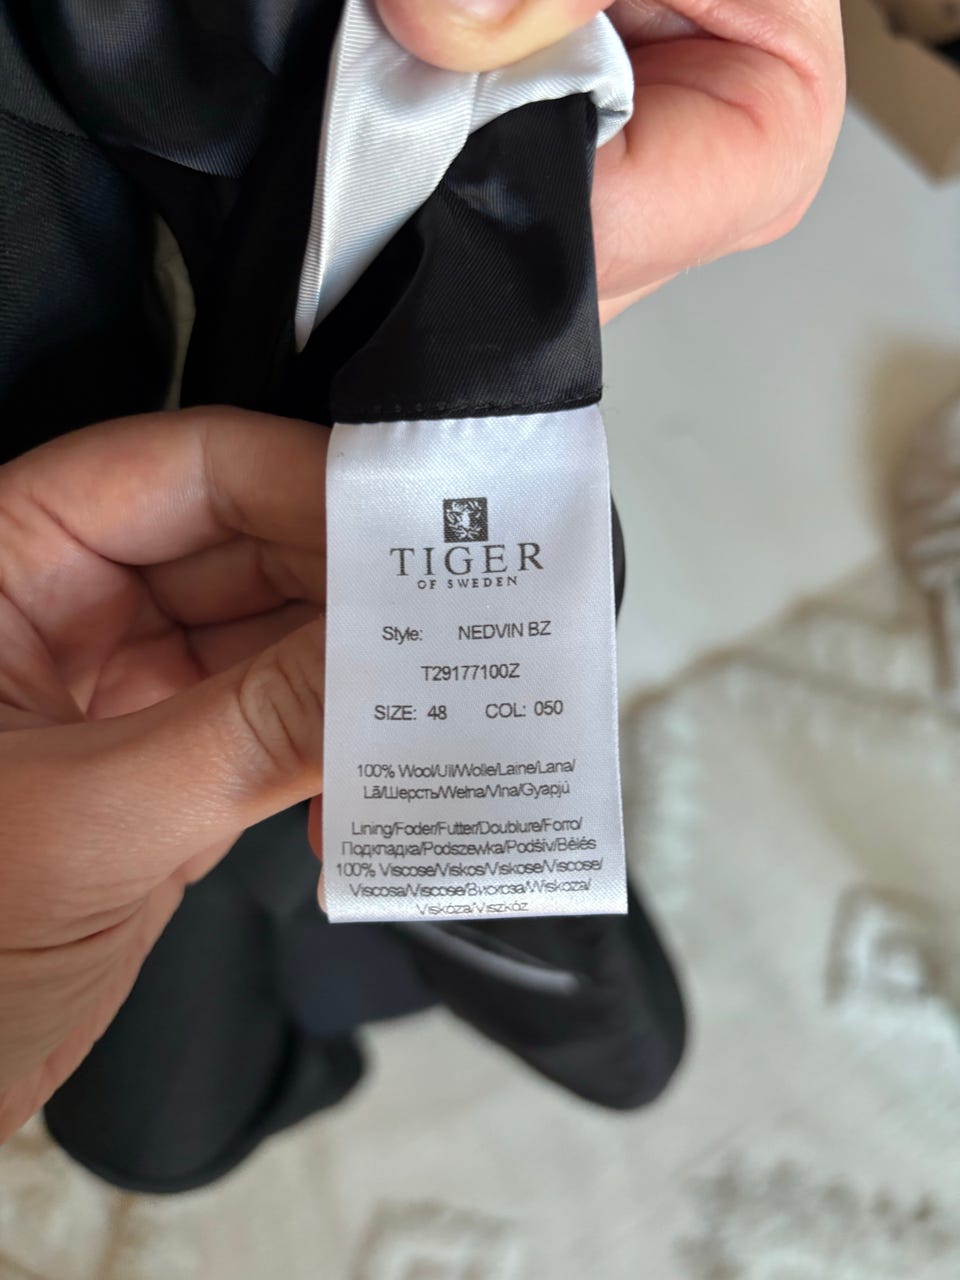 TIGER
OF SWEDEN
Style: NEDVIN BZ
T29177100Z
SIZE: 48 COL: 050
100% Wool/Ull/Wolle/Laine/Lana/
Lã/Шерсть/Wełna/Vlna/Gyapjú
Lining/Foder/Futter/Doublure/Forro/
Подкладка/Podszewka/Podšív/Bélés
100% Viscose/Viskos/Viskose/Viscose/
Viscosa/Viscose/Вискоза/Wiskoza/
Viskóza/Viszkóz